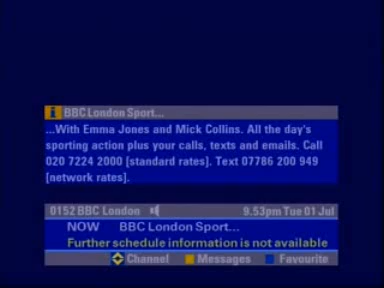 i BBC London Sport...
...With Emma Jones and Mick Collins. All the day's
sporting action plus your calls, texts and emails. Call
020 7224 2000 [standard rates]. Text 07786 200 949
[network rates].
0152 BBC London 9.53pm Tue 01 Jul
NOW BBC London Sport...
Further schedule information is not available
Channel Messages Favourite